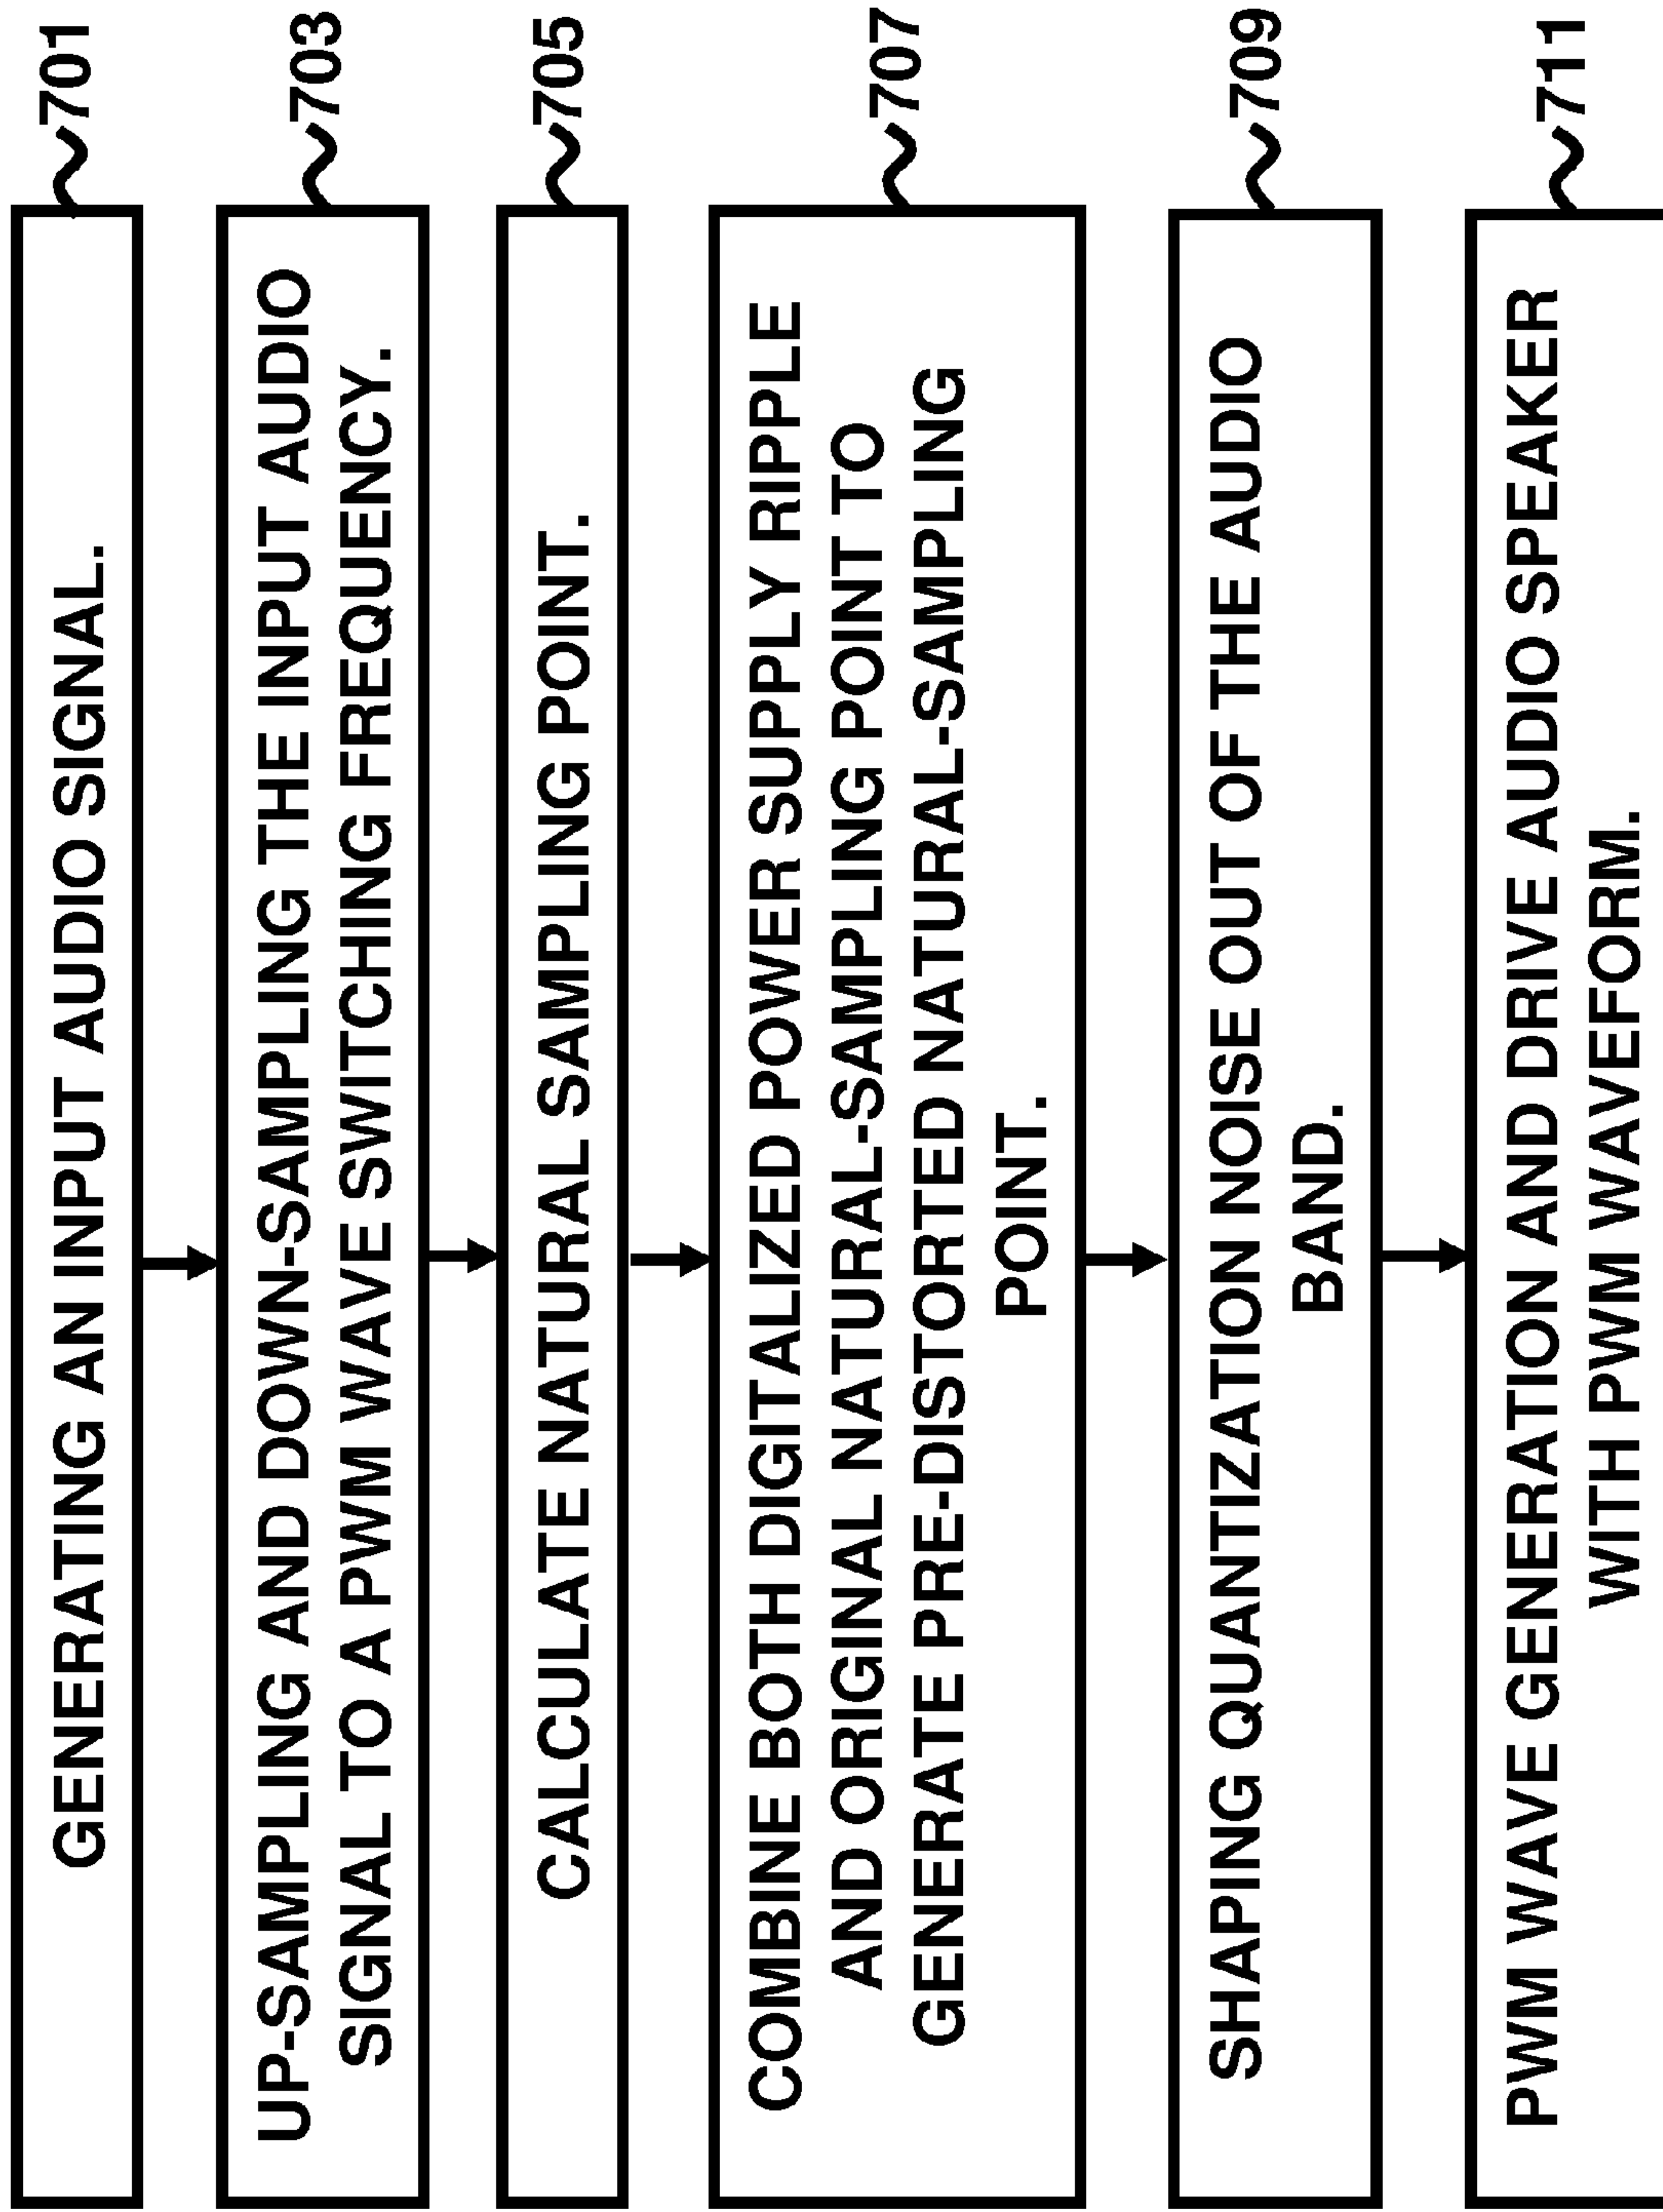 GENERATING AN INPUT AUDIO SIGNAL.
701
UP-SAMPLING AND DOWN-SAMPLING THE INPUT AUDIO
SIGNAL TO A PWM WAVE SWITCHING FREQUENCY.
703
CALCULATE NATURAL SAMPLING POINT.
705
COMBINE BOTH DIGITALIZED POWER SUPPLY RIPPLE
AND ORIGINAL NATURAL-SAMPLING POINT TO
GENERATE PRE-DISTORTED NATURAL-SAMPLING
POINT.
707
SHAPING QUANTIZATION NOISE OUT OF THE AUDIO
BAND.
709
PWM WAVE GENERATION AND DRIVE AUDIO SPEAKER
WITH PWM WAVEFORM.
711